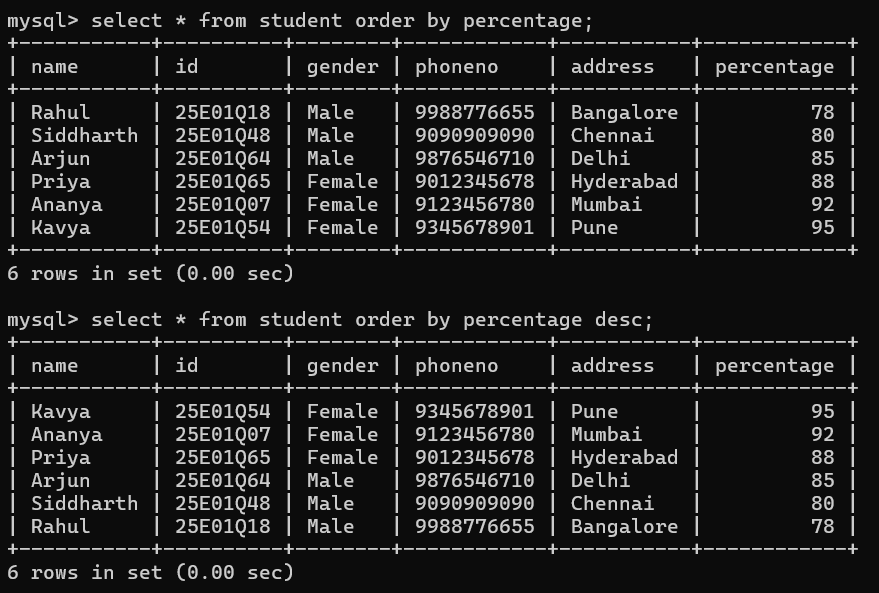 mysql> select * from student order by percentage;
+------------+----------+--------+------------+-----------+------------+
| name       | id       | gender | phoneno    | address   | percentage |
+------------+----------+--------+------------+-----------+------------+
| Rahul      | 25E01Q18 | Male   | 9988776655 | Bangalore |         78 |
| Siddharth  | 25E01Q48 | Male   | 9090909090 | Chennai   |         80 |
| Arjun      | 25E01Q64 | Male   | 9876546710 | Delhi     |         85 |
| Priya      | 25E01Q65 | Female | 9012345678 | Hyderabad |         88 |
| Ananya     | 25E01Q07 | Female | 9123456780 | Mumbai    |         92 |
| Kavya      | 25E01Q54 | Female | 9345678901 | Pune      |         95 |
+------------+----------+--------+------------+-----------+------------+
6 rows in set (0.00 sec)
mysql> select * from student order by percentage desc;
+------------+----------+--------+------------+-----------+------------+
| name       | id       | gender | phoneno    | address   | percentage |
+------------+----------+--------+------------+-----------+------------+
| Kavya      | 25E01Q54 | Female | 9345678901 | Pune      |         95 |
| Ananya     | 25E01Q07 | Female | 9123456780 | Mumbai    |         92 |
| Priya      | 25E01Q65 | Female | 9012345678 | Hyderabad |         88 |
| Arjun      | 25E01Q64 | Male   | 9876546710 | Delhi     |         85 |
| Siddharth  | 25E01Q48 | Male   | 9090909090 | Chennai   |         80 |
| Rahul      | 25E01Q18 | Male   | 9988776655 | Bangalore |         78 |
+------------+----------+--------+------------+-----------+------------+
6 rows in set (0.00 sec)